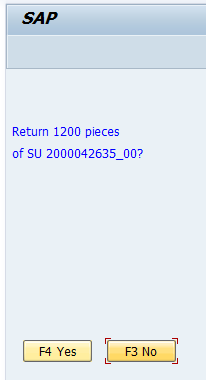 SAP
Return 1200 pieces
of SU 2000042635_00?
F4 Yes F3 No